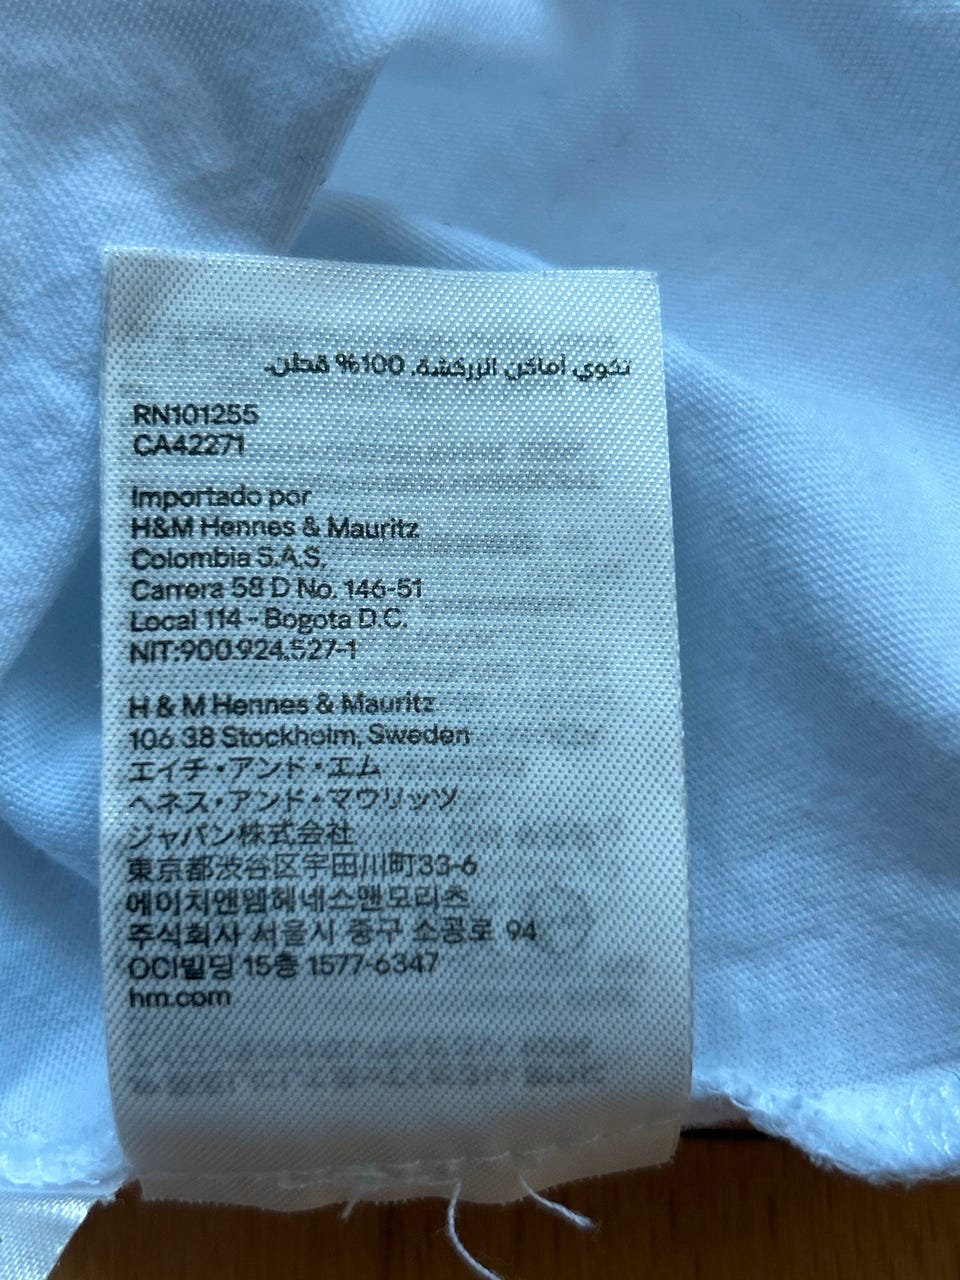 تكوي أماكن الزركشة. 100% قطن.
RN101255
CA42271
Importado por
H&M Hennes & Mauritz
Colombia S.A.S.
Carrera 58 D No. 146-51
Local 114 - Bogota D.C.
NIT:900.924.527-1
H & M Hennes & Mauritz
106 38 Stockholm, Sweden
エイチ・アンド・エム
ヘネス・アンド・マウリッツ
ジャパン株式会社
東京都渋谷区宇田川町33-6
에이치앤엠헤네스앤모리츠
주식회사 서울시 중구 소공로 94
OCI빌딩 15층 1577-6347
hm.com